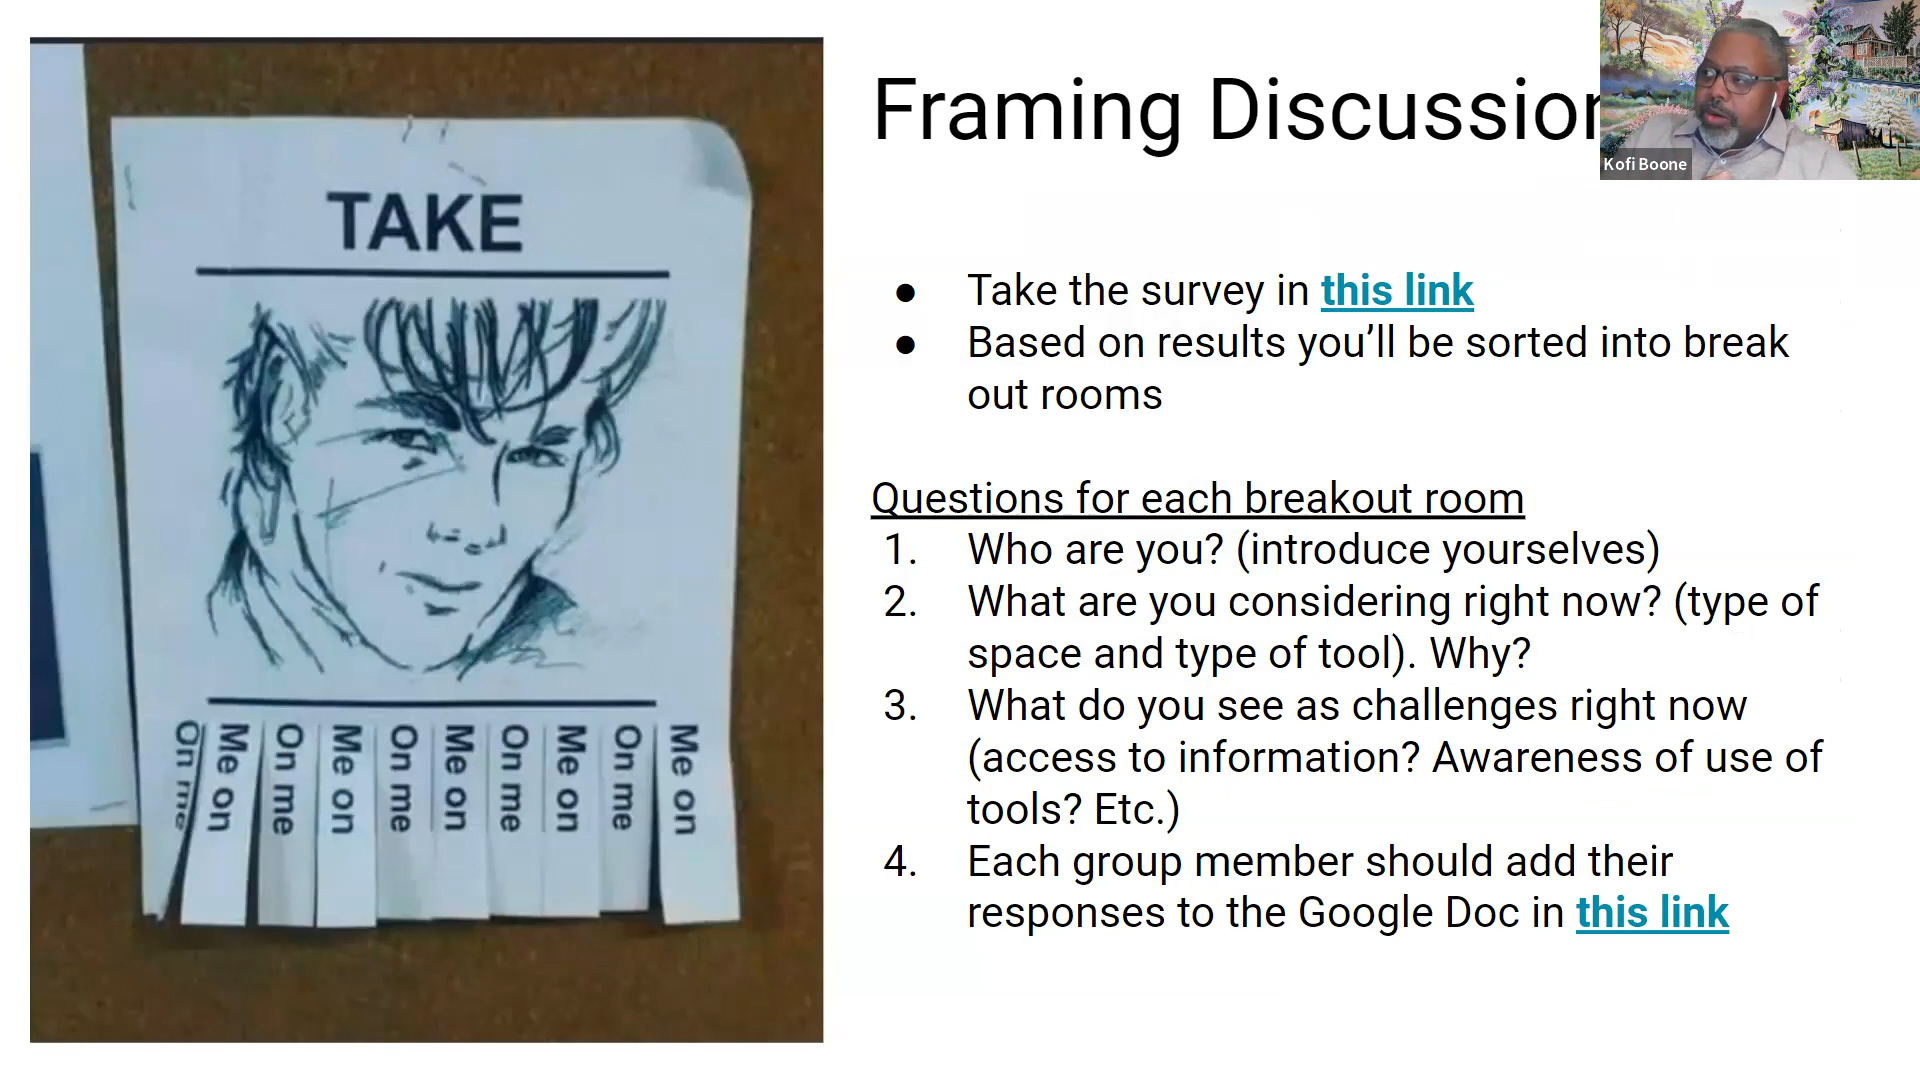 Framing Discussion
Kofi Boone
TAKE
On me
Me on
On me
Me on
On me
Me on
On me
Me on
On me
Me on
● Take the survey in this link
● Based on results you’ll be sorted into break
out rooms
Questions for each breakout room
1. Who are you? (introduce yourselves)
2. What are you considering right now? (type of
space and type of tool). Why?
3. What do you see as challenges right now
(access to information? Awareness of use of
tools? Etc.)
4. Each group member should add their
responses to the Google Doc in this link